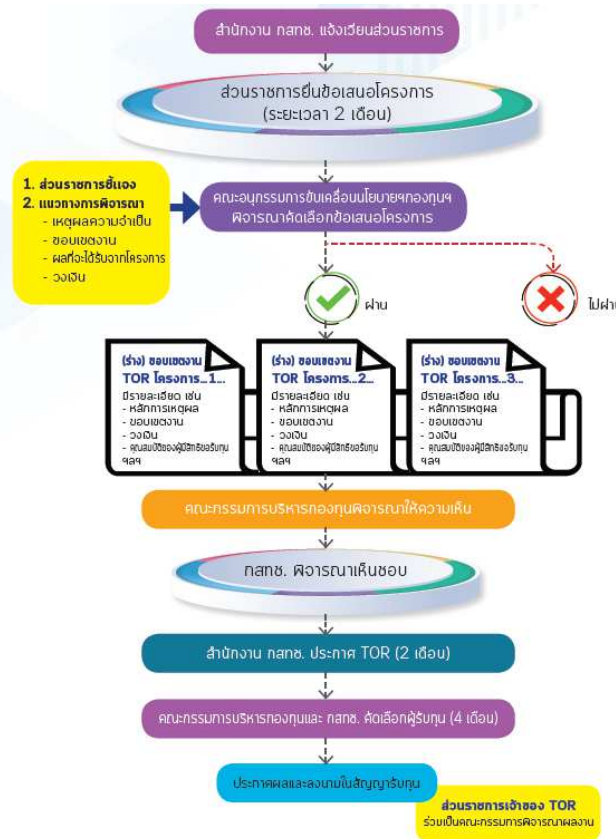 สำนักงาน กสทช. แจ้งเวียนส่วนราชการ
ส่วนราชการยื่นข้อเสนอโครงการ
(ระยะเวลา 2 เดือน)
1. ส่วนราชการชี้แจง
2. แนวทางการพิจารณา
- เหตุผลความจำเป็น
- ขอบเขตงาน
- ผลที่จะได้รับจากโครงการ
- วงเงิน
คณะอนุกรรมการขับเคลื่อนนโยบายฯกองทุนฯ
พิจารณาคัดเลือกข้อเสนอโครงการ
ผ่าน
ไม่ผ่าน
(ร่าง) ขอบเขตงาน
TOR โครงการ...1...
มีรายละเอียด เช่น
- หลักการเหตุผล
- ขอบเขตงาน
- วงเงิน
- คุณสมบัติของผู้มีสิทธิขอรับทุน
ฯลฯ
(ร่าง) ขอบเขตงาน
TOR โครงการ...2...
มีรายละเอียด เช่น
- หลักการเหตุผล
- ขอบเขตงาน
- วงเงิน
- คุณสมบัติของผู้มีสิทธิขอรับทุน
ฯลฯ
(ร่าง) ขอบเขตงาน
TOR โครงการ...3...
มีรายละเอียด เช่น
- หลักการเหตุผล
- ขอบเขตงาน
- วงเงิน
- คุณสมบัติของผู้มีสิทธิขอรับทุน
ฯลฯ
คณะกรรมการบริหารกองทุนพิจารณาให้ความเห็น
กสทช. พิจารณาเห็นชอบ
สำนักงาน กสทช. ประกาศ TOR (2 เดือน)
คณะกรรมการบริหารกองทุนและ กสทช. คัดเลือกผู้รับทุน (4 เดือน)
ประกาศผลและลงนามในสัญญารับทุน
ส่วนราชการเจ้าของ TOR
ร่วมเป็นคณะกรรมการพิจารณาผลงาน